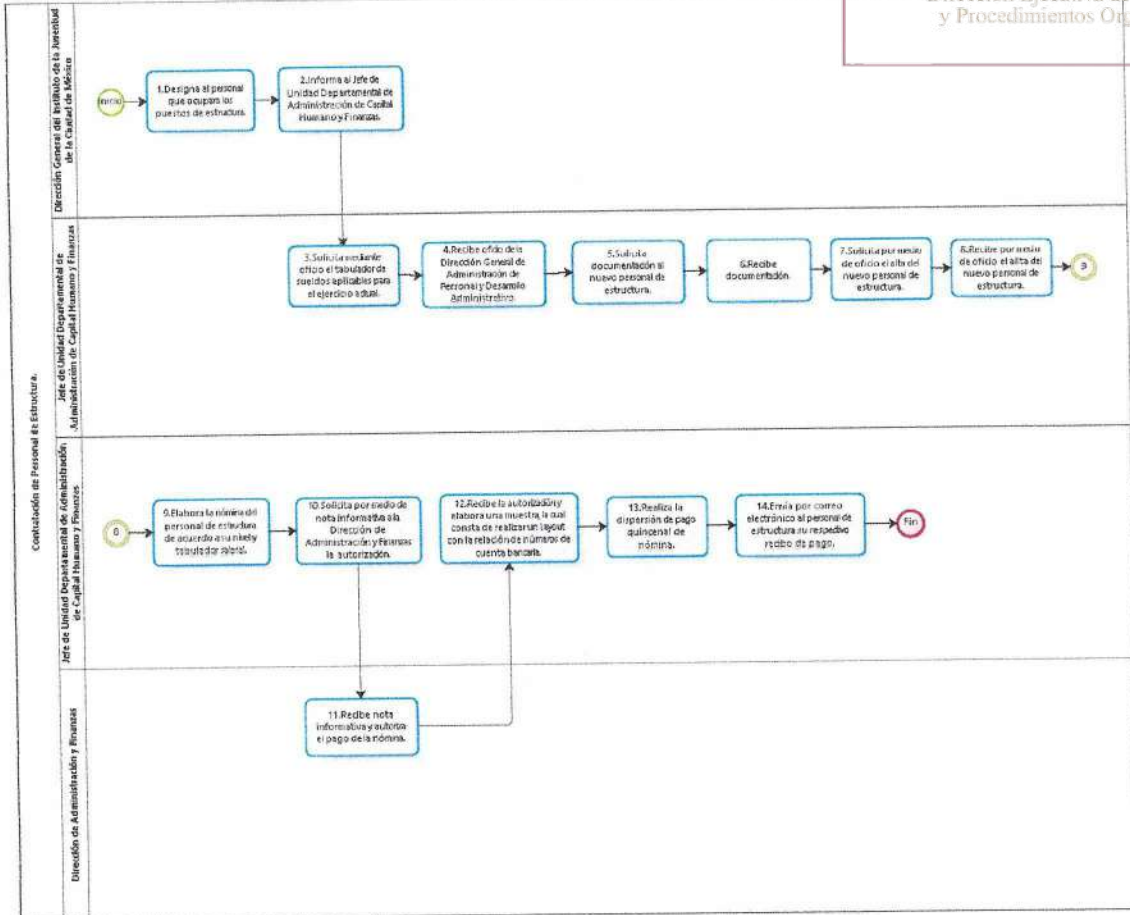 y Procedimientos Org
Contratación de Personal de Estructura.
Dirección General del Instituto de la Juventud
de la Ciudad de México
Inicio
1.Designa al personal
que ocupara los
puestos de estructura.
2.Informa al Jefe de
Unidad Departamental de
Administración de Capital
Humano y Finanzas.
Jefe de Unidad Departamental de
Administración de Capital Humano y Finanzas
3.Solicita mediante
oficio el tabulador de
sueldos aplicables para
el ejercicio actual.
4.Recibe oficio de la
Dirección General de
Administración de
Personal y Desarrollo
Administrativo.
5.Solicita
documentación al
nuevo personal de
estructura.
6.Recibe
documentación.
7.Solicita por medio
de oficio el alta del
nuevo personal de
estructura.
8.Recibe por medio
de oficio el alta del
nuevo personal de
estructura.
9
Jefe de Unidad Departamental de Administración
de Capital Humano y Finanzas
9.Elabora la nómina del
personal de estructura
de acuerdo a su nivel y
tabulador salarial.
10.Solicita por medio de
nota informativa a la
Dirección de
Administración y Finanzas
la autorización.
12.Recibe la autorización y
elabora una muestra, la cual
consta de realizar un layout
con la relación de números de
cuenta bancaria.
13.Realiza la
dispersión de pago
quincenal de
nómina.
14.Envía por correo
electrónico al personal de
estructura su respectivo
recibo de pago.
Fin
Dirección de Administración y Finanzas
11.Recibe nota
informativa y autoriza
el pago de la nómina.